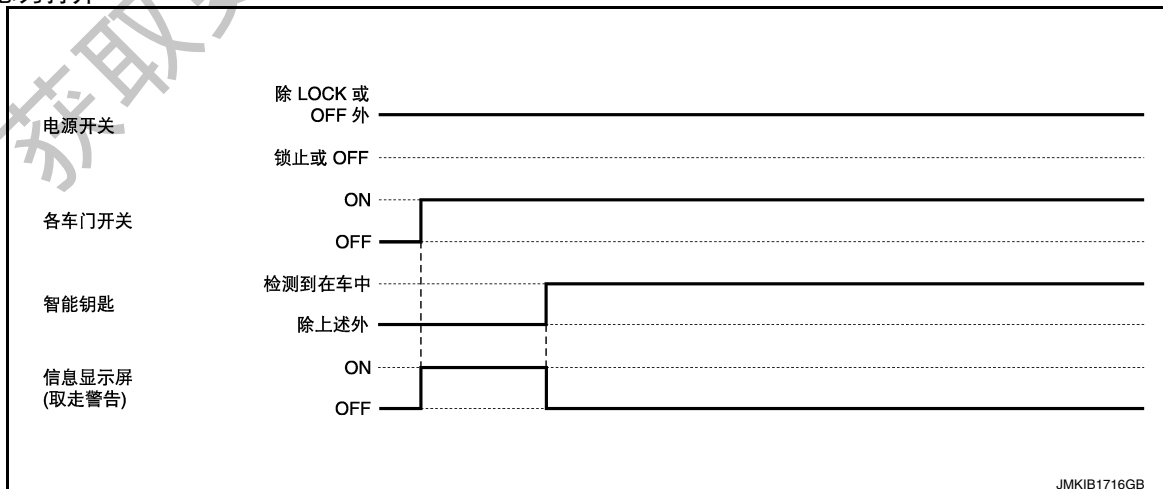 除 LOCK 或
OFF 外
电源开关
锁止或 OFF
ON
各车门开关
OFF
检测到在车中
智能钥匙
除上述外
ON
信息显示屏
(取走警告)
OFF
JMKIB1716GB
获取